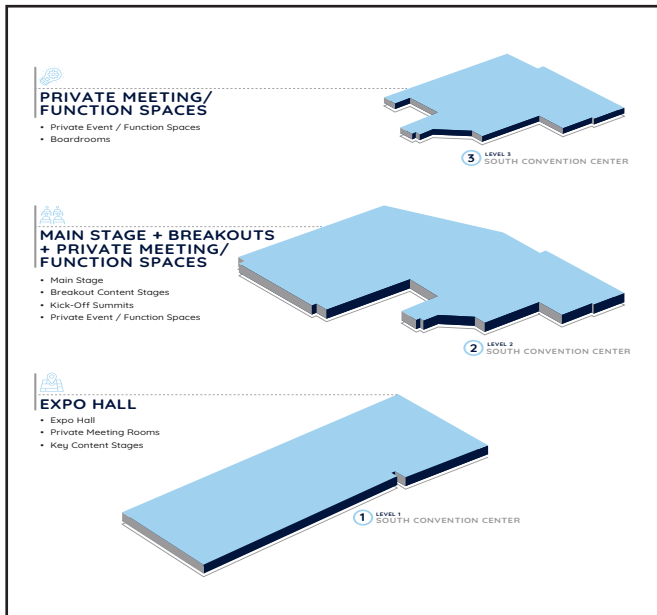 PRIVATE MEETING/
FUNCTION SPACES
• Private Event / Function Spaces
• Boardrooms
3 LEVEL 3
SOUTH CONVENTION CENTER
MAIN STAGE + BREAKOUTS
+ PRIVATE MEETING/
FUNCTION SPACES
• Main Stage
• Breakout Content Stages
• Kick-Off Summits
• Private Event / Function Spaces
2 LEVEL 2
SOUTH CONVENTION CENTER
EXPO HALL
• Expo Hall
• Private Meeting Rooms
• Key Content Stages
1 LEVEL 1
SOUTH CONVENTION CENTER